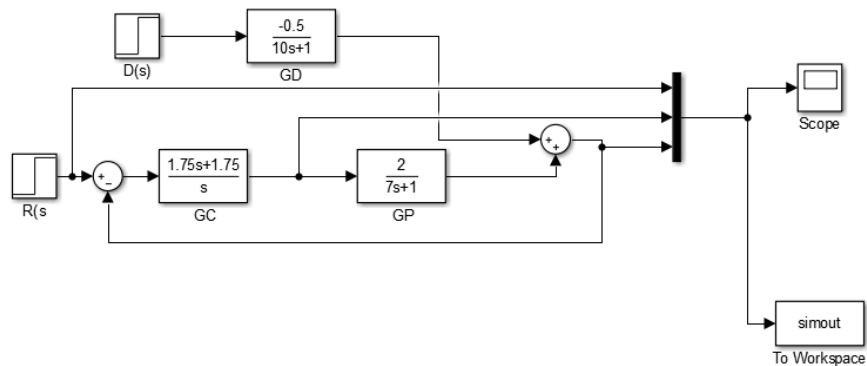 -0.5
10s+1
D(s)
GD
Scope
+
+
1.75s+1.75
s
2
7s+1
+
−
R(s
GC
GP
simout
To Workspace